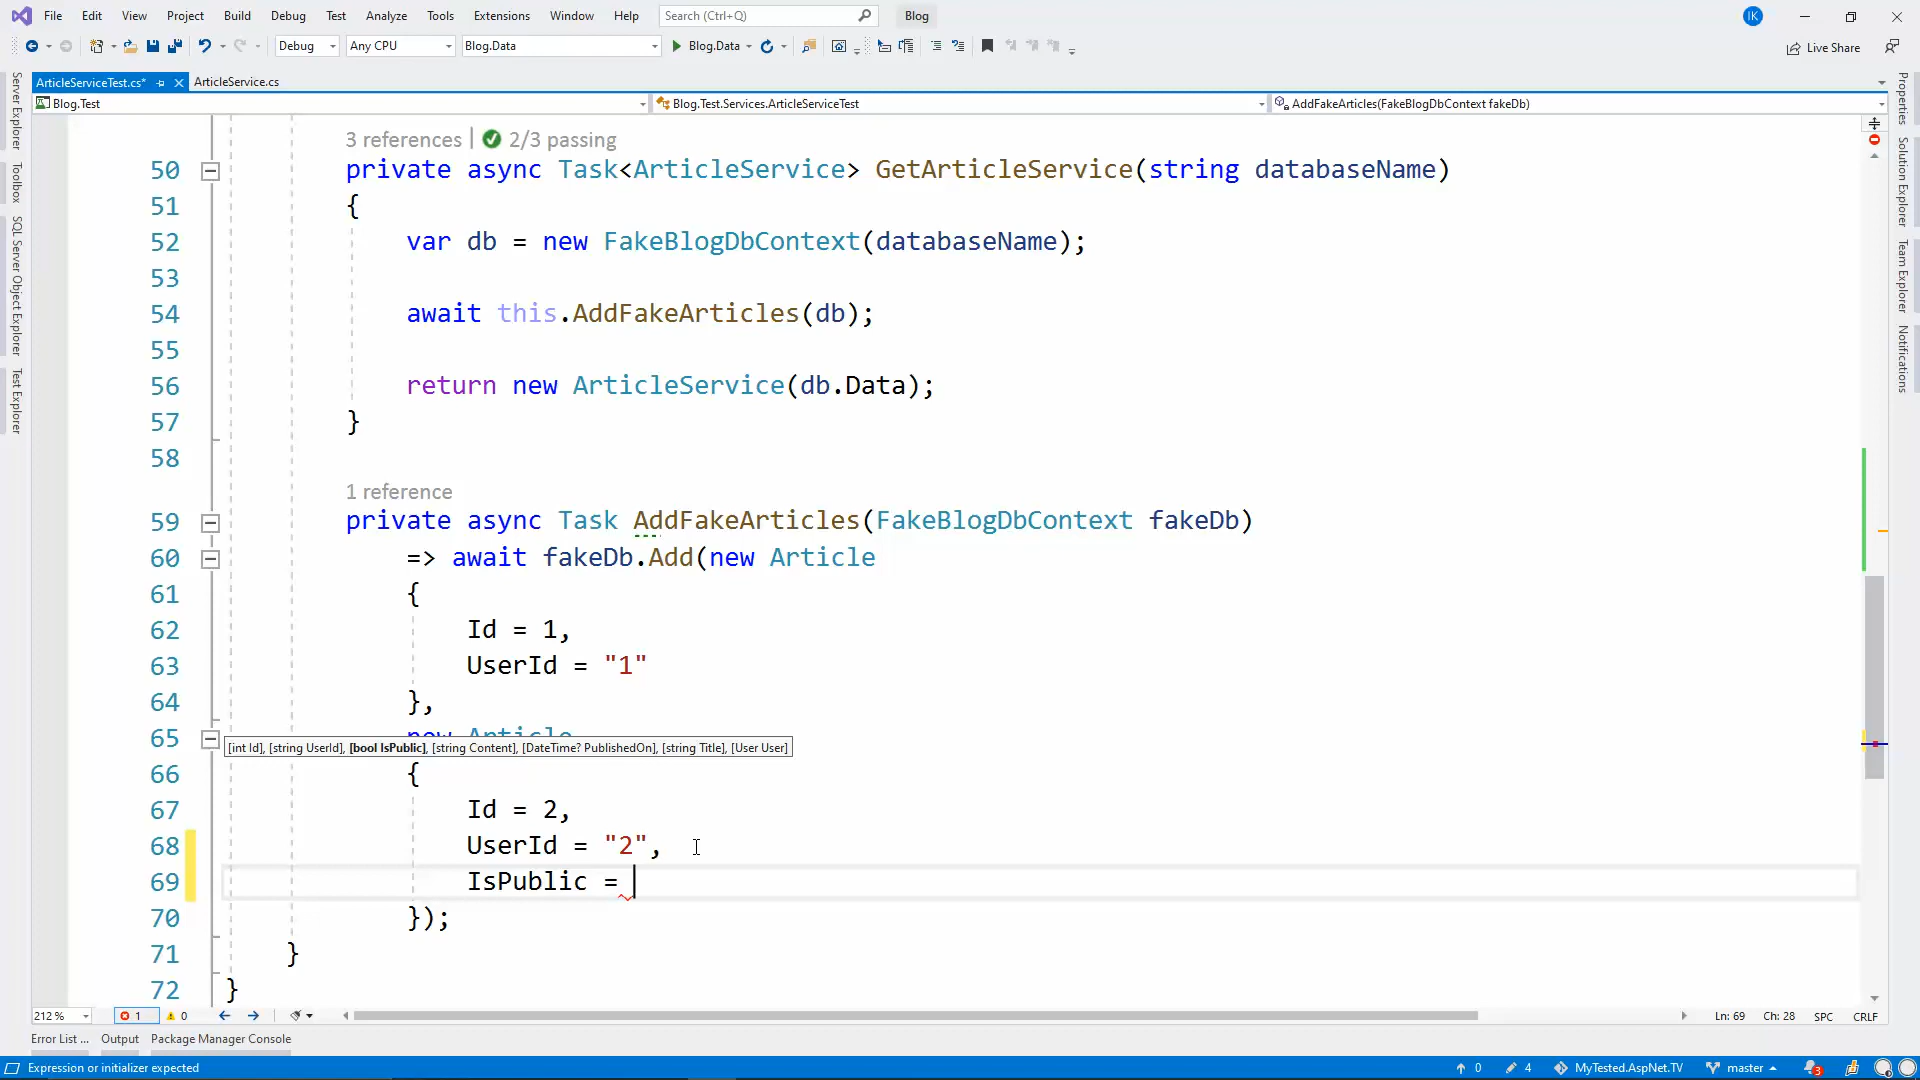 File Edit View Project Build Debug Test Analyze Tools Extensions Window Help Search (Ctrl+Q) Blog IK
Debug Any CPU Blog.Data Blog.Data Live Share
ArticleServiceTest.cs* ArticleService.cs
Blog.Test Blog.Test.Services.ArticleServiceTest AddFakeArticles(FakeBlogDbContext fakeDb)
Server Explorer
Toolbox
SQL Server Object Explorer
Test Explorer
3 references | 2/3 passing
50 private async Task<ArticleService> GetArticleService(string databaseName)
51 {
52 var db = new FakeBlogDbContext(databaseName);
53
54 await this.AddFakeArticles(db);
55
56 return new ArticleService(db.Data);
57 }
58
1 reference
59 private async Task AddFakeArticles(FakeBlogDbContext fakeDb)
60 => await fakeDb.Add(new Article
61 {
62 Id = 1,
63 UserId = "1"
64 },
65 new Article
[int Id], [string UserId], [bool IsPublic], [string Content], [DateTime? PublishedOn], [string Title], [User User]
66 {
67 Id = 2,
68 UserId = "2",
69 IsPublic =
70 });
71 }
72 }
Properties
Solution Explorer
Team Explorer
Notifications
212 % 1 0 Ln: 69 Ch: 28 SPC CRLF
Error List ... Output Package Manager Console
Expression or initializer expected 0 4 MyTested.AspNet.TV master 3